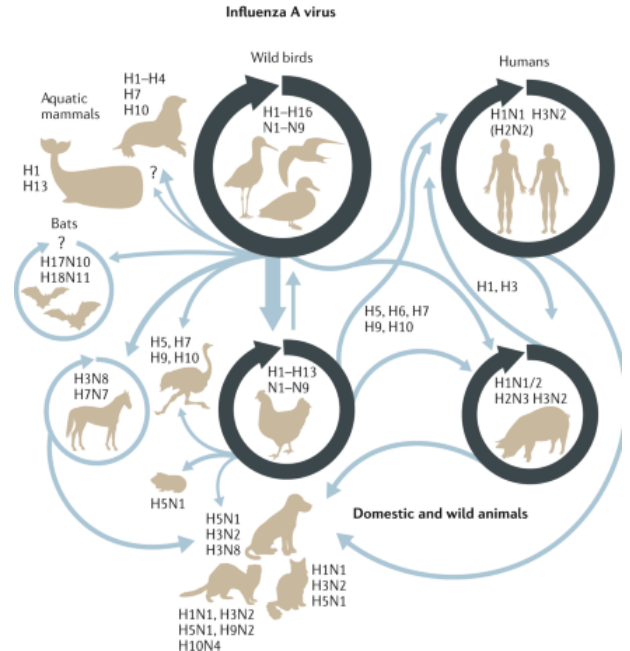 Influenza A virus
Wild birds
Humans
H1–H4
H7
H10
Aquatic
mammals
H1–H16
N1–N9
H1N1 H3N2
(H2N2)
H1
H13
?
Bats
?
H17N10
H18N11
H1, H3
H5, H6, H7
H9, H10
H5, H7
H9, H10
H3N8
H7N7
H1–H13
N1–N9
H1N1/2
H2N3 H3N2
H5N1
H5N1
H3N2
H3N8
Domestic and wild animals
H1N1
H3N2
H5N1
H1N1, H3N2
H5N1, H9N2
H10N4